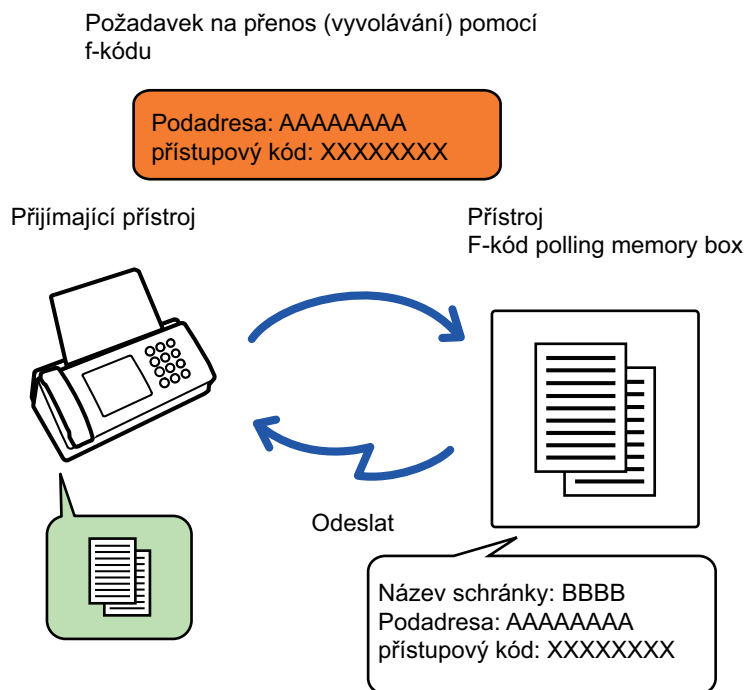 Požadavek na přenos (vyvolávání) pomocí
f-kódu
Podadresa: AAAAAAAA
přístupový kód: XXXXXXXX
Přijímající přístroj
Přístroj
F-kód polling memory box
Odeslat
Název schránky: BBBB
Podadresa: AAAAAAAA
přístupový kód: XXXXXXXX